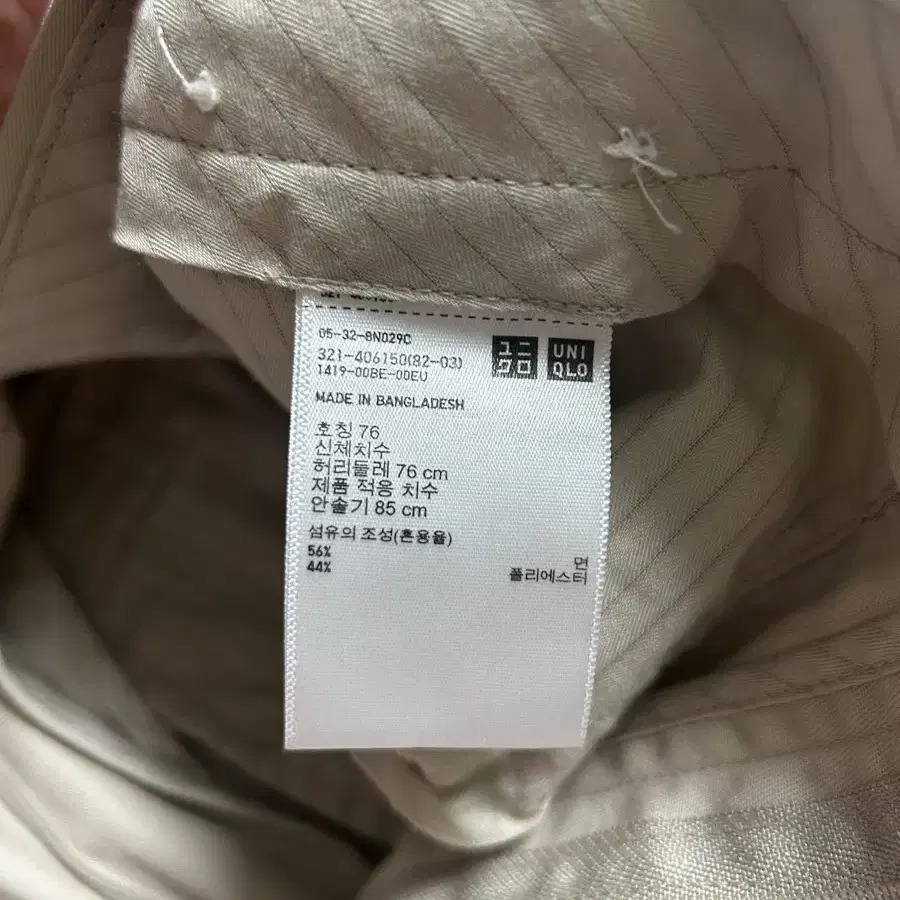 05-32-8N029C
321-406150(82-03)
1419-00BE-00EU
ユニ
クロ
UNI
QLO
MADE IN BANGLADESH
호칭 76
신체치수
허리둘레 76 cm
제품 적응 치수
안솔기 85 cm
섬유의 조성(혼용율)
56% 면
44% 폴리에스터